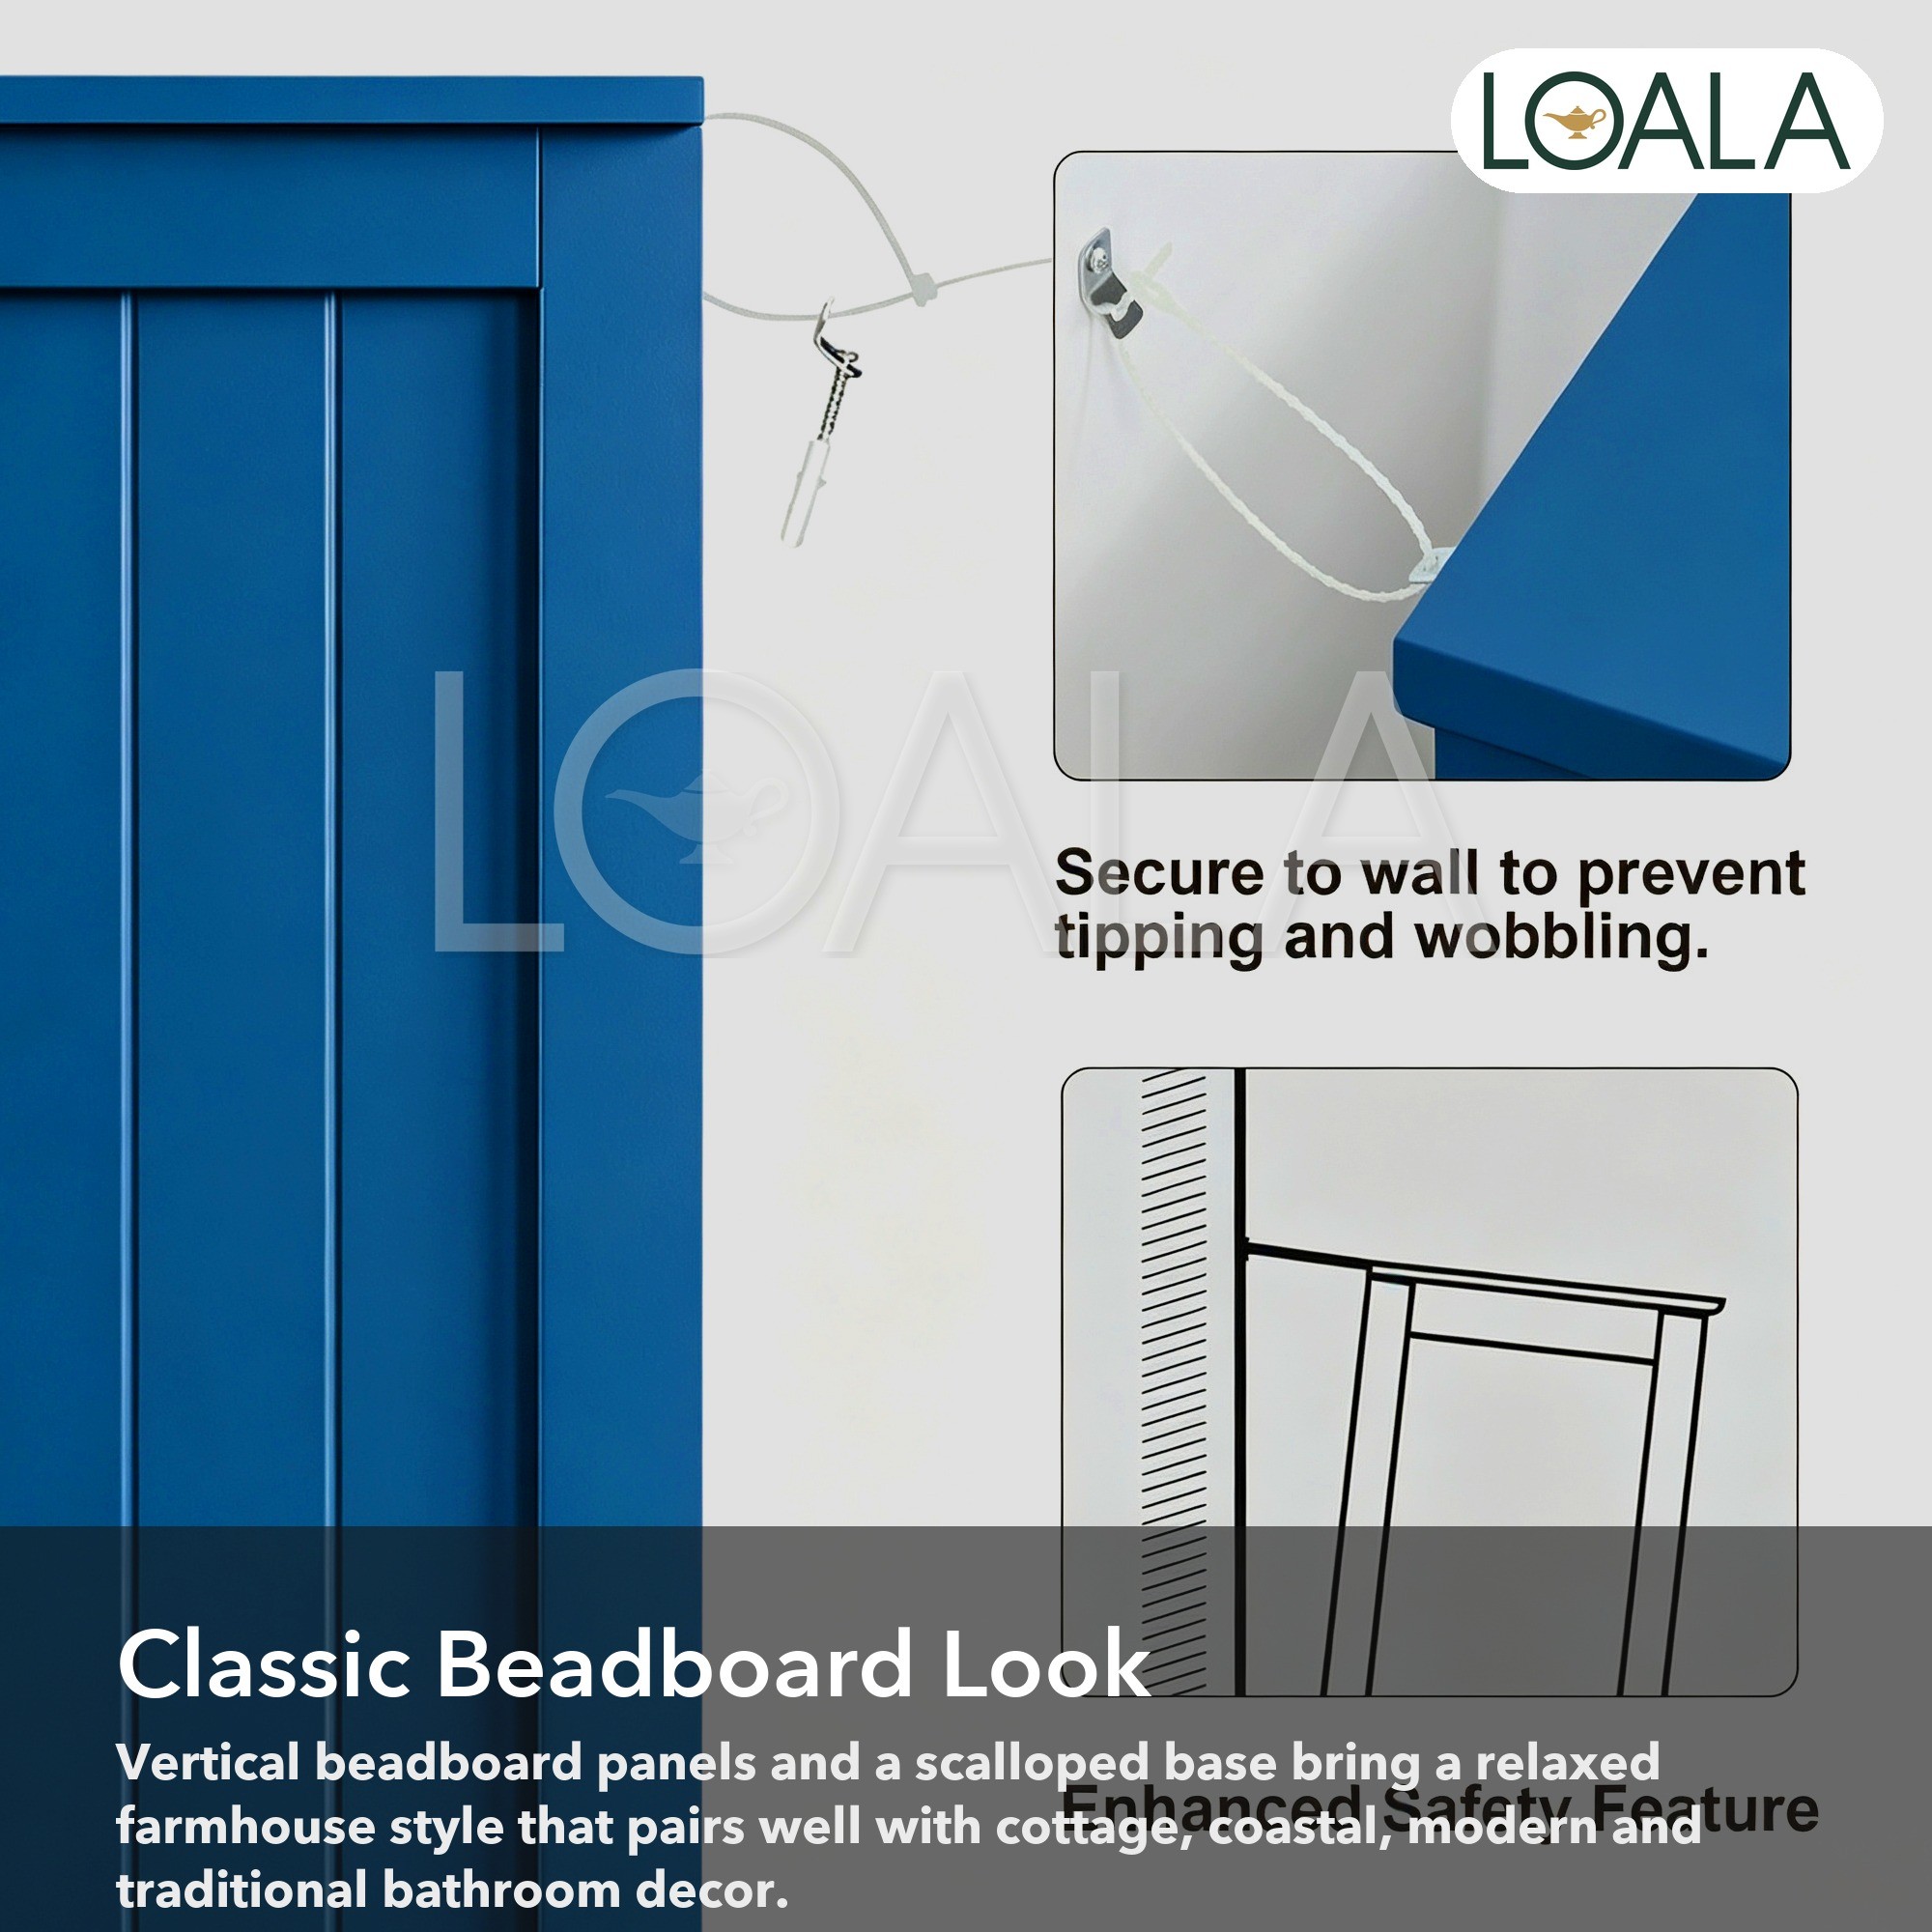 LOALA
LOALA
Secure to wall to prevent
tipping and wobbling.
Classic Beadboard Look
Vertical beadboard panels and a scalloped base bring a relaxed
Enhanced Safety Feature
farmhouse style that pairs well with cottage, coastal, modern and
traditional bathroom decor.